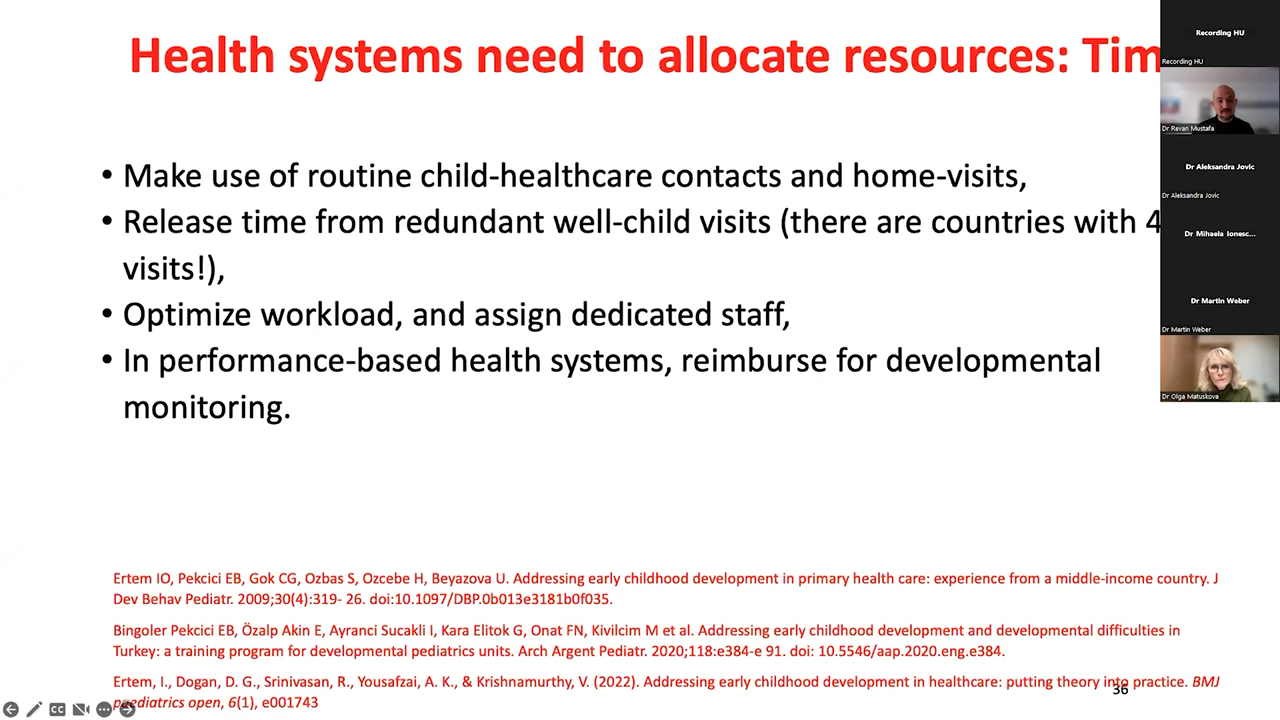 Health systems need to allocate resources: Tim
• Make use of routine child-healthcare contacts and home-visits,
• Release time from redundant well-child visits (there are countries with 4
visits!),
• Optimize workload, and assign dedicated staff,
• In performance-based health systems, reimburse for developmental
monitoring.
Ertem IO, Pekcici EB, Gok CG, Ozbas S, Ozcebe H, Beyazova U. Addressing early childhood development in primary health care: experience from a middle-income country. J
Dev Behav Pediatr. 2009;30(4):319- 26. doi:10.1097/DBP.0b013e3181b0f035.
Bingoler Pekcici EB, Özalp Akin E, Ayranci Sucakli I, Kara Elitok G, Onat FN, Kivilcim M et al. Addressing early childhood development and developmental difficulties in
Turkey: a training program for developmental pediatrics units. Arch Argent Pediatr. 2020;118:e384-e 91. doi: 10.5546/aap.2020.eng.e384.
Ertem, I., Dogan, D. G., Srinivasan, R., Yousafzai, A. K., & Krishnamurthy, V. (2022). Addressing early childhood development in healthcare: putting theory into practice. BMJ
paediatrics open, 6(1), e001743
36
CC
Recording HU
Recording HU
Dr Revan Mustafa
Dr Aleksandra Jovic
Dr Aleksandra Jovic
Dr Mihaela Ionesc...
Dr Martin Weber
Dr Martin Weber
Dr Olga Matuskova